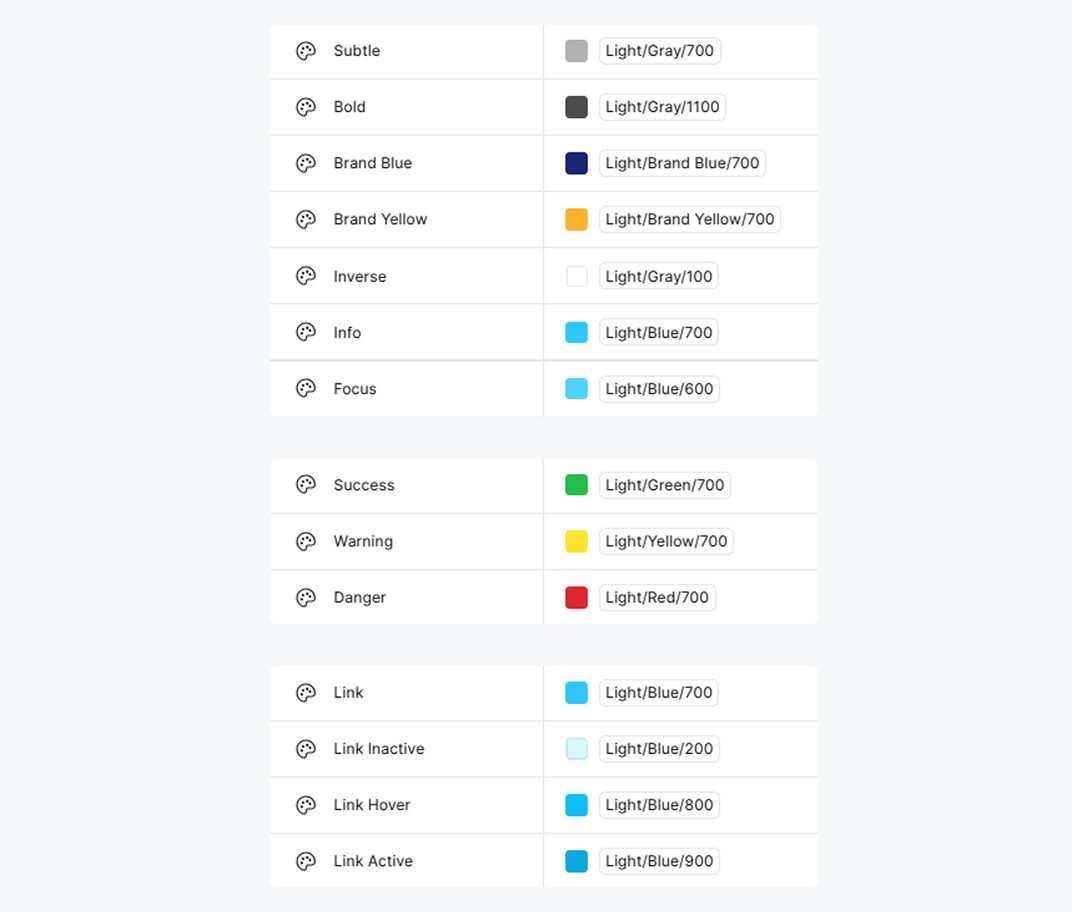 Subtle Light/Gray/700
Bold Light/Gray/1100
Brand Blue Light/Brand Blue/700
Brand Yellow Light/Brand Yellow/700
Inverse Light/Gray/100
Info Light/Blue/700
Focus Light/Blue/600
Success Light/Green/700
Warning Light/Yellow/700
Danger Light/Red/700
Link Light/Blue/700
Link Inactive Light/Blue/200
Link Hover Light/Blue/800
Link Active Light/Blue/900